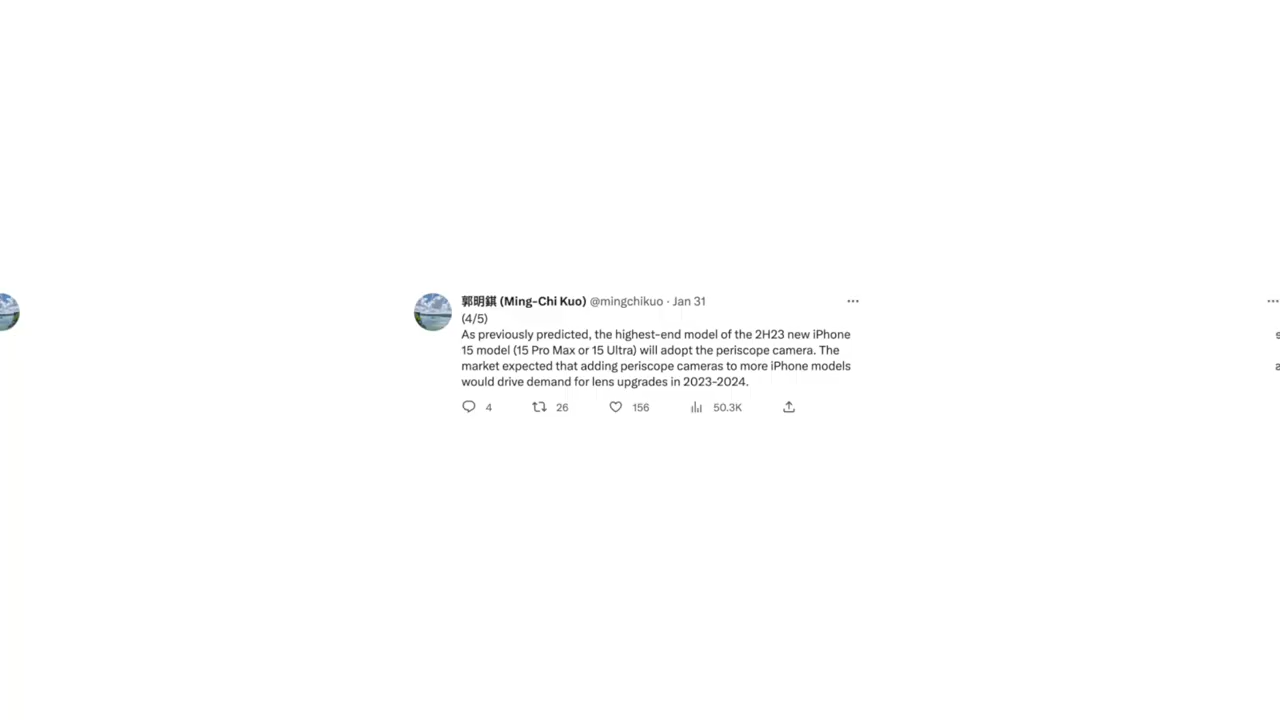 郭明錤 (Ming-Chi Kuo) @mingchikuo · Jan 31
(4/5)
As previously predicted, the highest-end model of the 2H23 new iPhone
15 model (15 Pro Max or 15 Ultra) will adopt the periscope camera. The
market expected that adding periscope cameras to more iPhone models
would drive demand for lens upgrades in 2023-2024.
4 26 156 50.3K